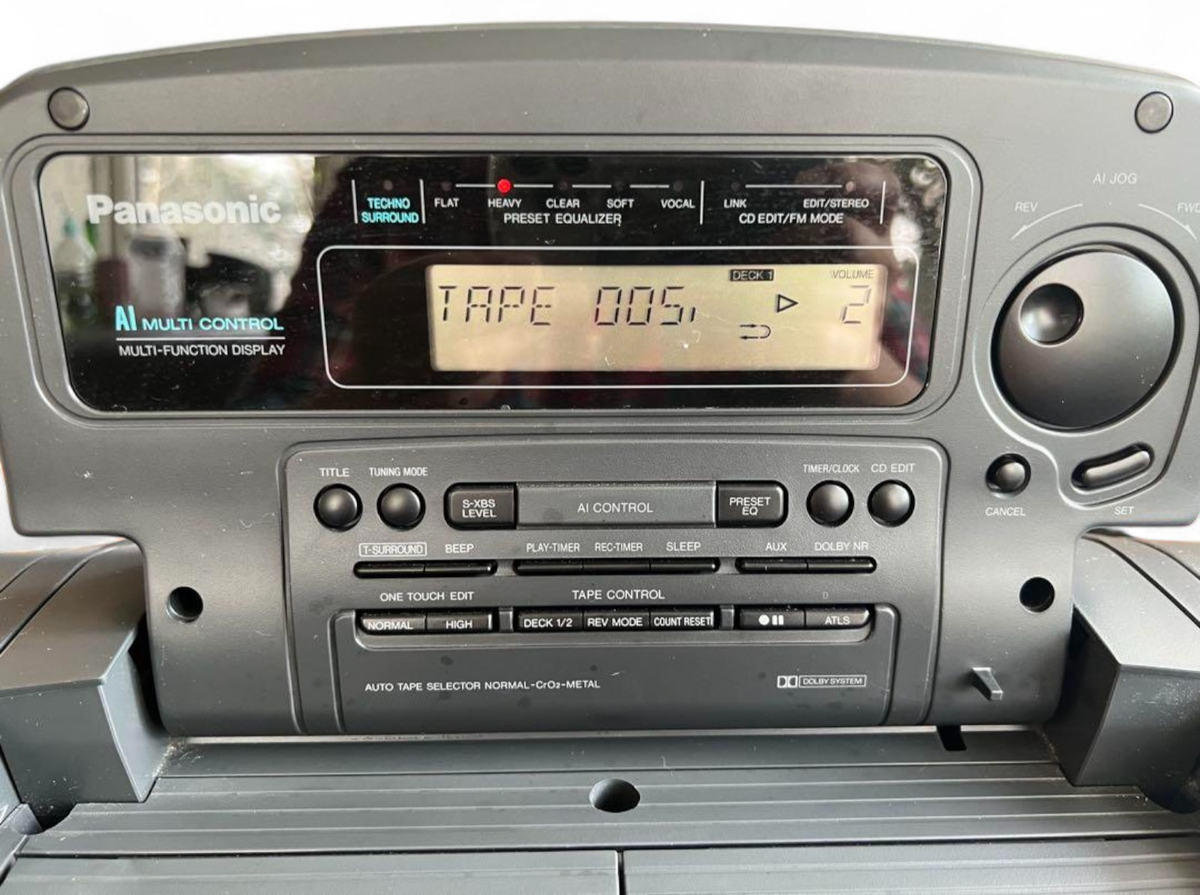 Panasonic
TECHNO
SURROUND
FLAT HEAVY CLEAR SOFT VOCAL
PRESET EQUALIZER
LINK EDIT/STEREO
CD EDIT/FM MODE
AI MULTI CONTROL
MULTI-FUNCTION DISPLAY
DECK 1 VOLUME
TAPE 005 2
AI JOG
REV FWD
TITLE TUNING MODE
S-XBS
LEVEL
AI CONTROL
PRESET
EQ
TIMER/CLOCK CD EDIT
CANCEL SET
T-SURROUND BEEP PLAY-TIMER REC-TIMER SLEEP AUX DOLBY NR
ONE TOUCH EDIT TAPE CONTROL D
NORMAL HIGH DECK 1/2 REV MODE COUNT RESET ATLS
AUTO TAPE SELECTOR NORMAL-CrO2-METAL
DOLBY SYSTEM